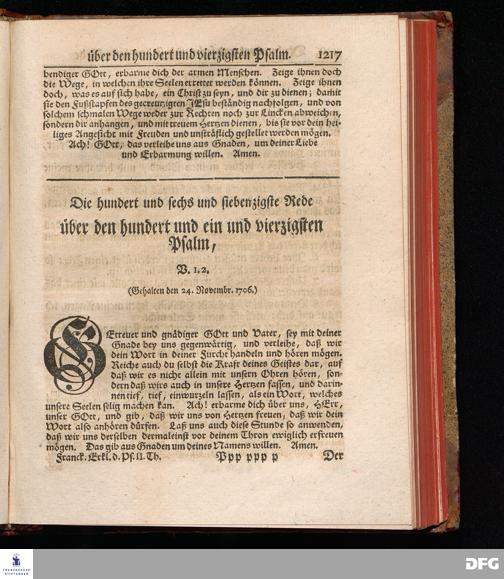 über den hundert und vierzigsten Psalm. 1217
bendiger GOtt, erbarme dich der armen Menschen. Zeige ihnen doch
die Wege, in welchen ihre Seelen errettet werden können. Zeige ihnen
doch, was es auf sich habe, ein Christ zu seyn, und dir zu dienen; damit
sie den Fußstapfen des gecreutzigten JEsu beständig nachfolgen, und von
solchem schmalen Wege weder zur Rechten noch zur Lincken abweichen,
sondern dir anhangen, und mit treuem Hertzen dienen, bis sie vor dein hei-
liges Angesicht mit Freuden und unsträflich gestellet werden mögen.
Ach! GOtt, das verleihe uns aus Gnaden, um deiner Liebe
und Erbarmung willen. Amen.
Die hundert und sechs und siebenzigste Rede
über den hundert und ein und vierzigsten
Psalm,
V. 1. 2.
(Gehalten den 24. Novembr. 1706.)
GEtreuer und gnädiger GOtt und Vater, sey mit deiner
Gnade bey uns gegenwärtig, und verleihe, daß wir
dein Wort in deiner Furcht handeln und hören mögen.
Reiche auch du selbst die Kraft deines Geistes dar, auf
daß wir es nicht allein mit unsern Ohren hören, son-
dern daß wirs auch in unsere Hertzen fassen, und darin-
nen tief, tief, einwurzeln lassen, als ein Wort, welches
unsere Seelen selig machen kan. Ach! erbarme dich über uns, HErr,
unser GOtt, und gib, daß wir uns von Hertzen freuen, daß wir dein
Wort also anhören dürfen. Laß uns auch diese Stunde so anwenden,
daß wir uns derselben dermaleinst vor deinem Thron ewiglich erfreuen
mögen. Das gib aus Gnaden um deines Namens willen. Amen.
Franck. Erkl. d. Ps. II. Th. Ppp ppp p Der
FRANCKESCHE
STIFTUNGEN
DFG